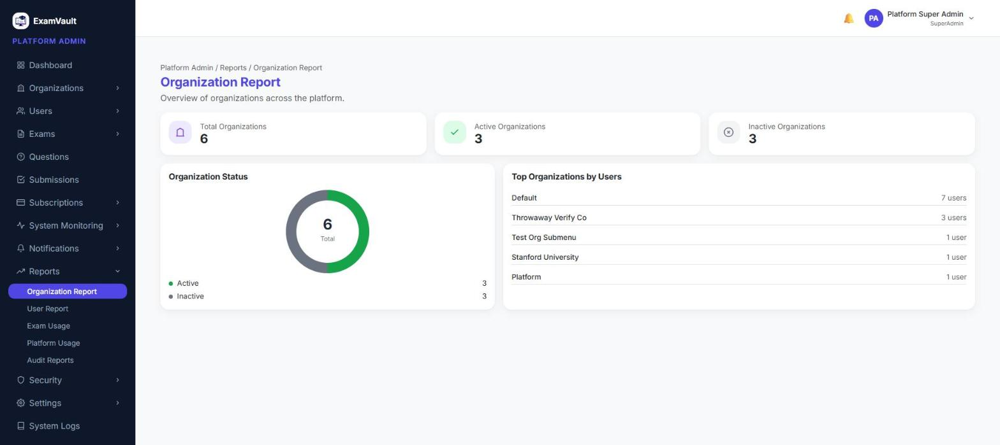 ExamVault
PLATFORM ADMIN
Dashboard
Organizations
Users
Exams
Questions
Submissions
Subscriptions
System Monitoring
Notifications
Reports
Organization Report
User Report
Exam Usage
Platform Usage
Audit Reports
Security
Settings
System Logs
PA
Platform Super Admin
SuperAdmin
Platform Admin / Reports / Organization Report
Organization Report
Overview of organizations across the platform.
Total Organizations
6
Active Organizations
3
Inactive Organizations
3
Organization Status
6
Total
Active 3
Inactive 3
Top Organizations by Users
Default 7 users
Throwaway Verify Co 3 users
Test Org Submenu 1 user
Stanford University 1 user
Platform 1 user